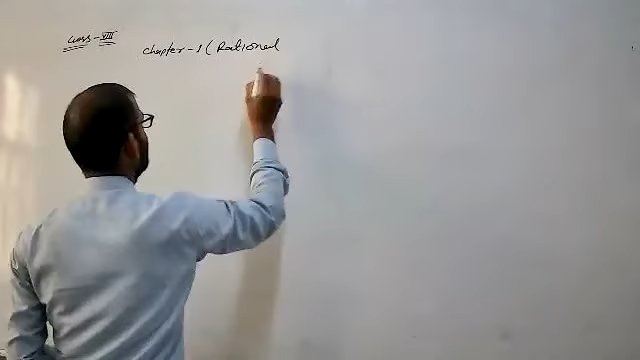 Class - VIII
Chapter - 1 ( Rational